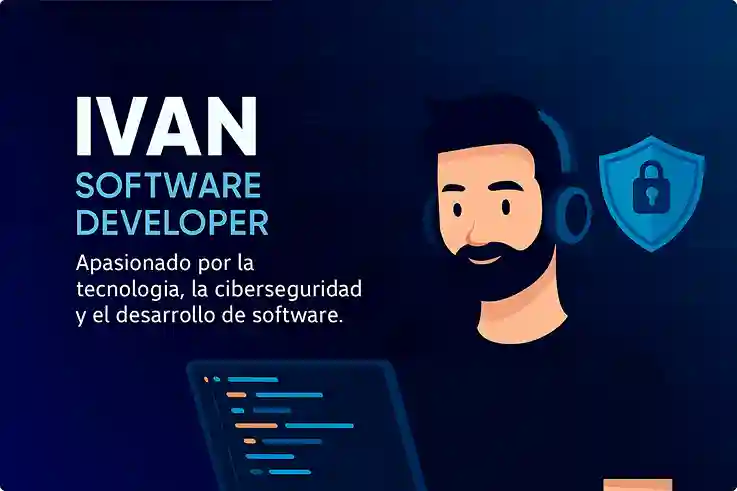 IVAN
SOFTWARE
DEVELOPER
Apasionado por la
tecnologia, la ciberseguridad
y el desarrollo de software.